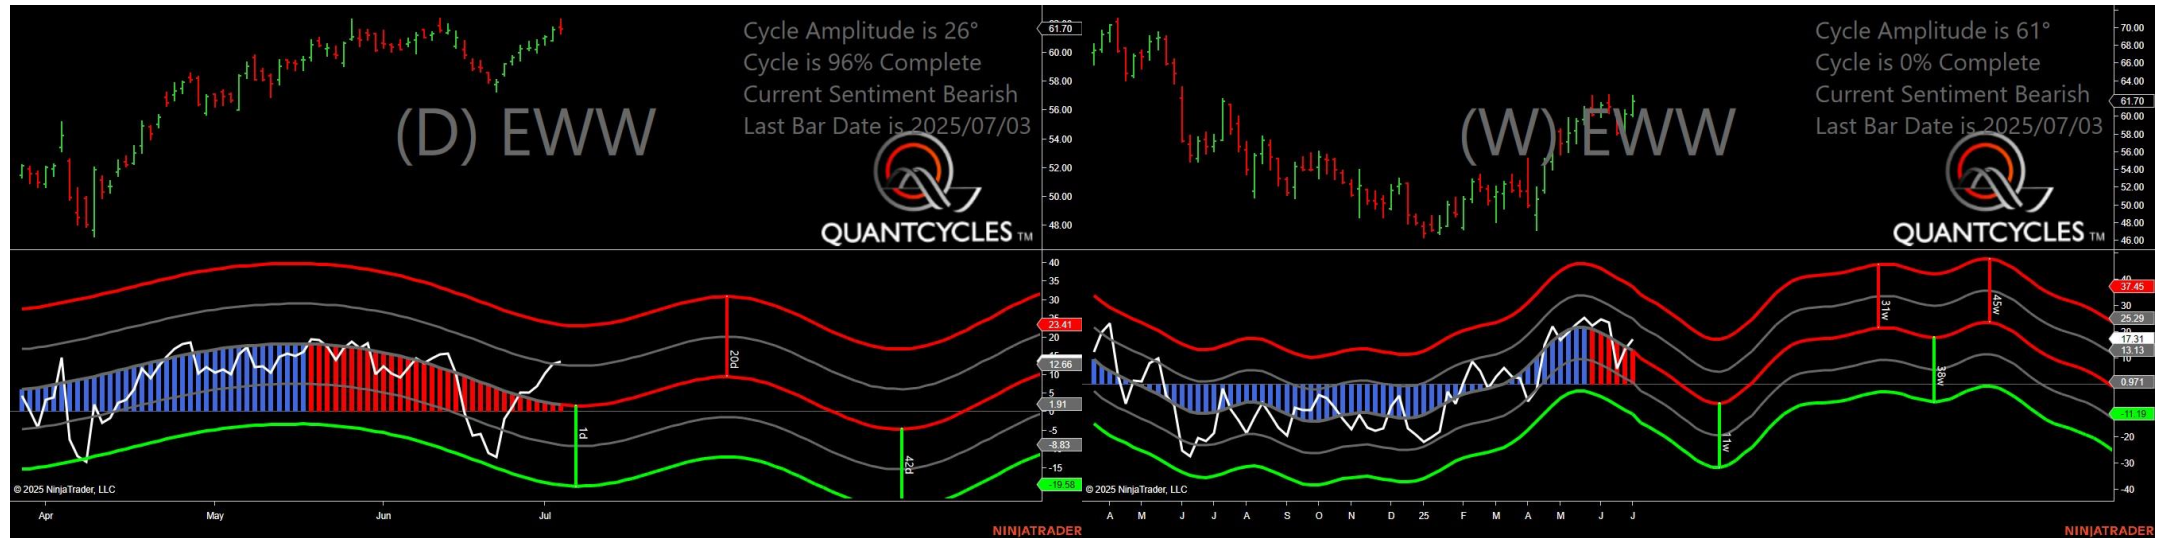 Cycle Amplitude is 26°
Cycle is 96% Complete
Current Sentiment Bearish
Last Bar Date is 2025/07/03
(D) EWW
QUANTCYCLES TM
61.70
60.00
58.00
56.00
54.00
52.00
50.00
48.00
40
35
30
25
23.41
20
12.66
10
5
1.91
-5
-8.83
-15
-19.58
1d
20d
42d
© 2025 NinjaTrader, LLC
Apr
May
Jun
Jul
NINJATRADER
Cycle Amplitude is 61°
Cycle is 0% Complete
Current Sentiment Bearish
Last Bar Date is 2025/07/03
(W) EWW
QUANTCYCLES TM
70.00
68.00
66.00
64.00
61.70
60.00
58.00
56.00
54.00
52.00
50.00
48.00
46.00
37.45
30
25.29
17.31
13.13
0.971
-11.19
-20
-30
-40
11w
31w
38w
45w
© 2025 NinjaTrader, LLC
A
M
J
J
A
S
O
N
D
25
F
M
A
M
J
J
NINJATRADER